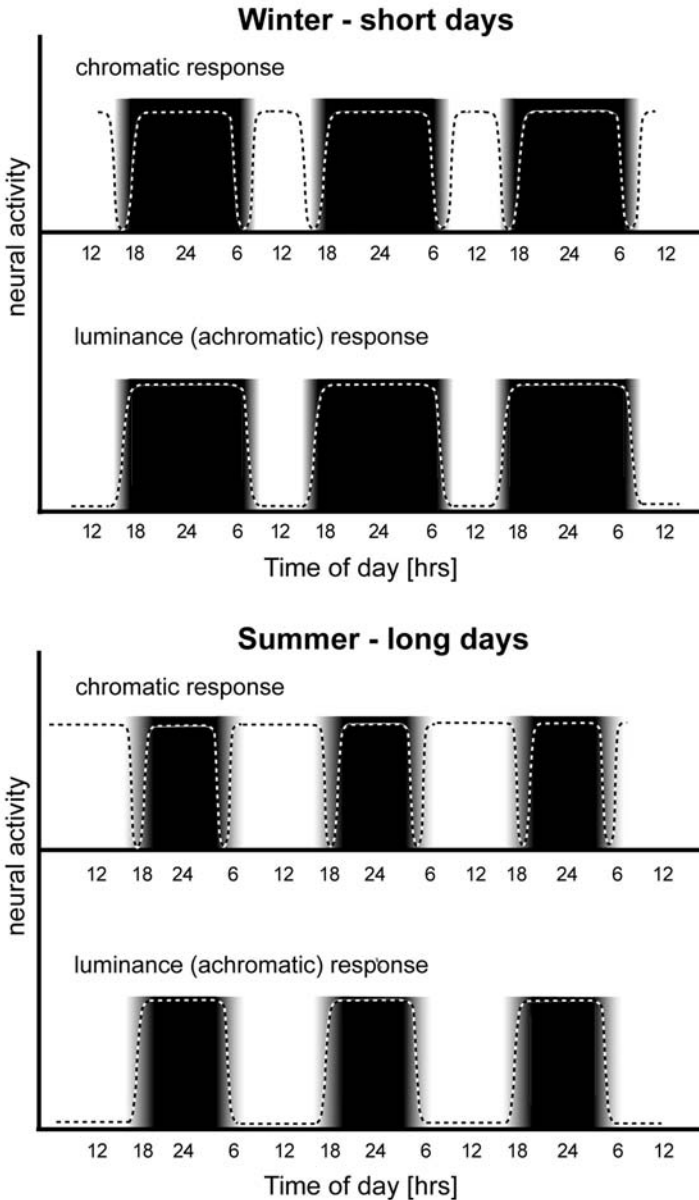 Winter - short days
chromatic response
neural activity
12 18 24 6 12 18 24 6 12 18 24 6 12
luminance (achromatic) response
12 18 24 6 12 18 24 6 12 18 24 6 12
Time of day [hrs]
Summer - long days
chromatic response
neural activity
12 18 24 6 12 18 24 6 12 18 24 6 12
luminance (achromatic) response
12 18 24 6 12 18 24 6 12 18 24 6 12
Time of day [hrs]